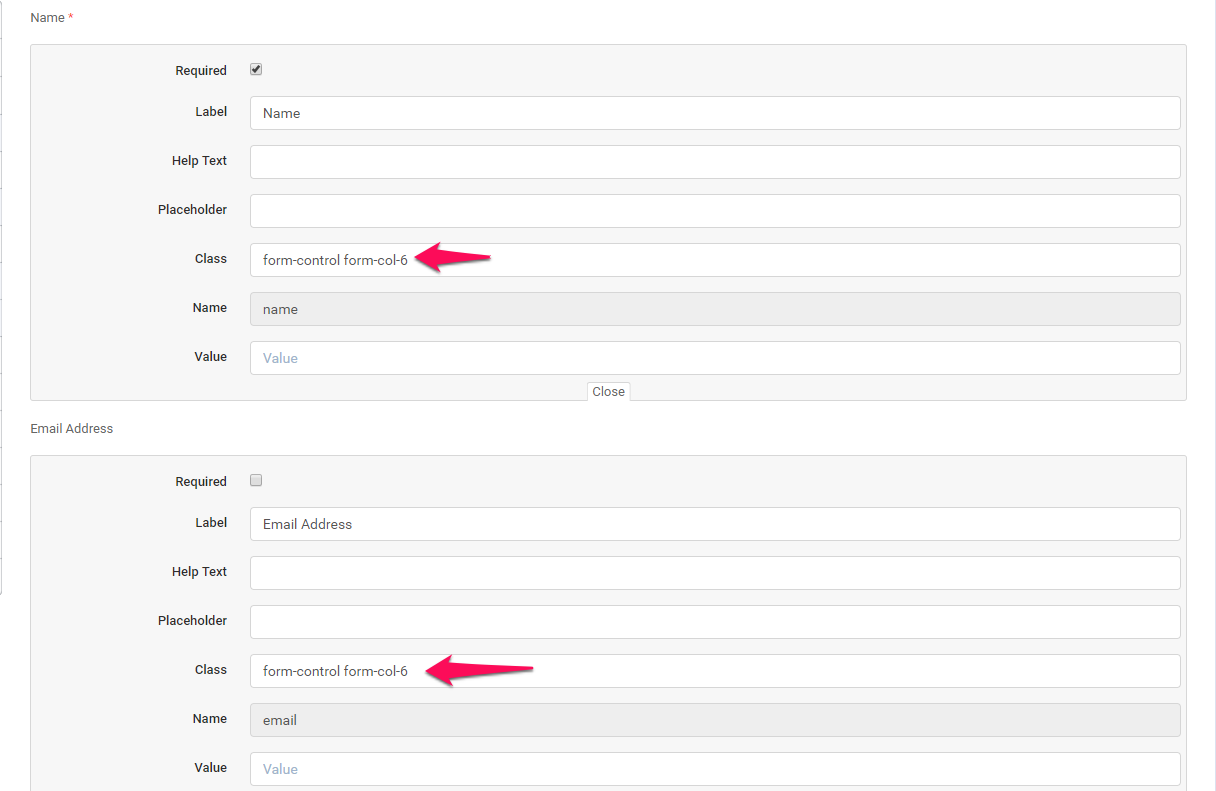 Name *
Required
Label Name
Help Text
Placeholder
Class form-control form-col-6
Name name
Value Value
Close
Email Address
Required
Label Email Address
Help Text
Placeholder
Class form-control form-col-6
Name email
Value Value